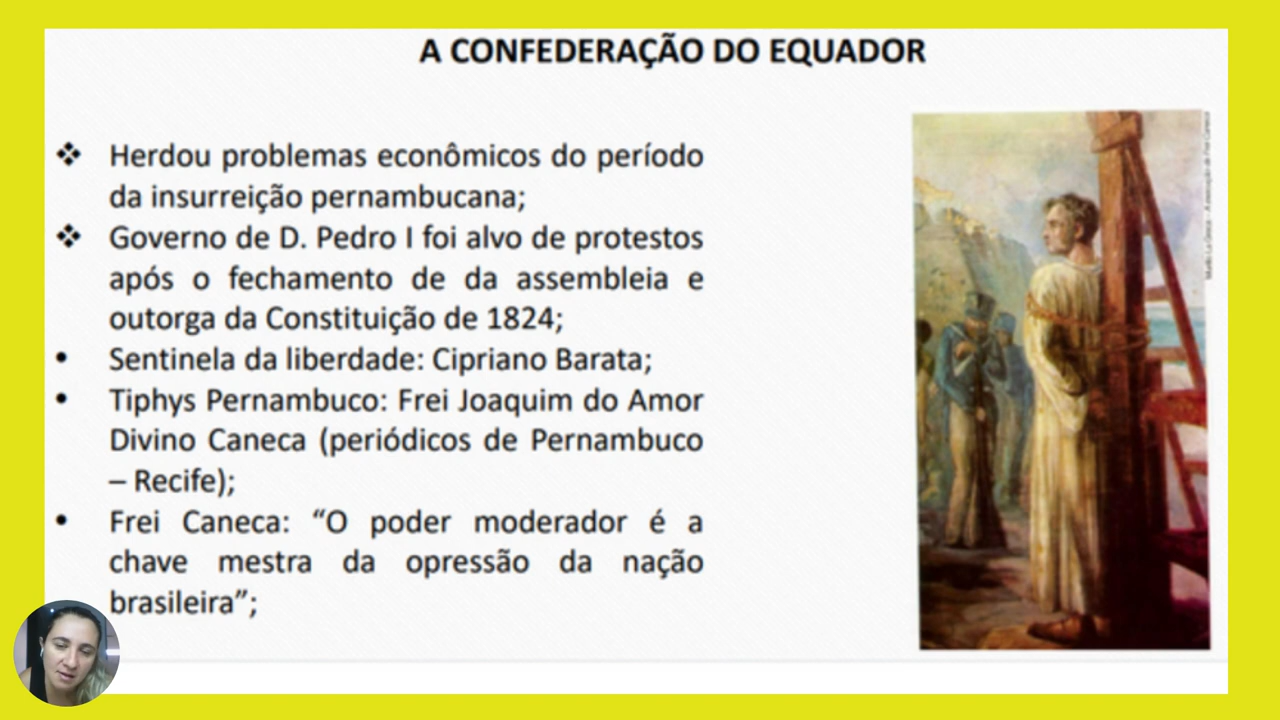 A CONFEDERAÇÃO DO EQUADOR
❖ Herdou problemas econômicos do período
da insurreição pernambucana;
❖ Governo de D. Pedro I foi alvo de protestos
após o fechamento de da assembleia e
outorga da Constituição de 1824;
• Sentinela da liberdade: Cipriano Barata;
• Tiphys Pernambuco: Frei Joaquim do Amor
Divino Caneca (periódicos de Pernambuco
– Recife);
• Frei Caneca: “O poder moderador é a
chave mestra da opressão da nação
brasileira”;